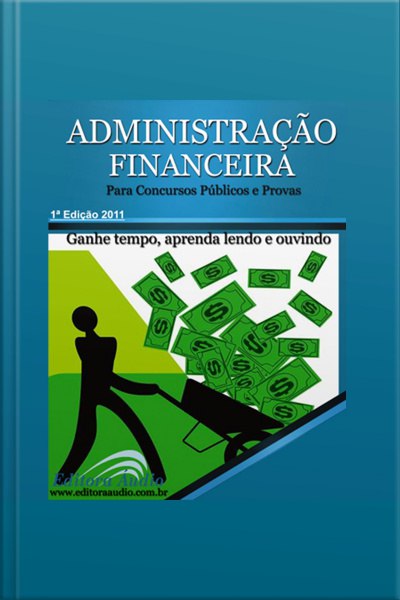 ADMINISTRAÇÃO
FINANCEIRA
Para Concursos Públicos e Provas
1ª Edição 2011
Ganhe tempo, aprenda lendo e ouvindo
$ $ $ $ $ $ $ $ $ $
Editora Áudio
www.editoraaudio.com.br